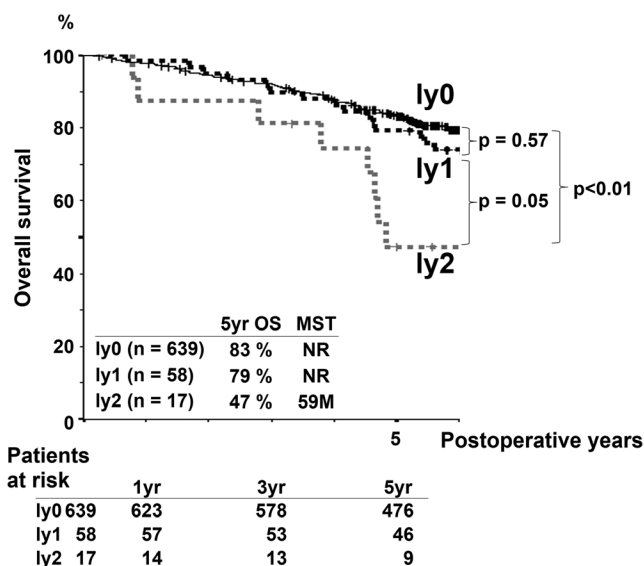 %
100
80
60
40
20
0
Overall survival
ly0
ly1
ly2
p = 0.57
p = 0.05
p<0.01
5yr OS MST
ly0 (n = 639) 83 % NR
ly1 (n = 58) 79 % NR
ly2 (n = 17) 47 % 59M
5 Postoperative years
Patients
at risk 1yr 3yr 5yr
ly0 639 623 578 476
ly1 58 57 53 46
ly2 17 14 13 9